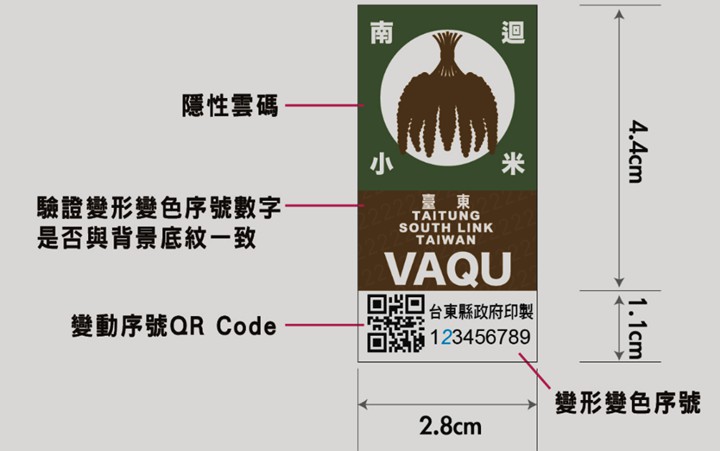 南 迴
小 米
臺 東
TAITUNG
SOUTH LINK
TAIWAN
VAQU
台東縣政府印製
123456789
隱性雲碼
驗證變形變色序號數字
是否與背景底紋一致
變動序號QR Code
變形變色序號
4.4cm
1.1cm
2.8cm